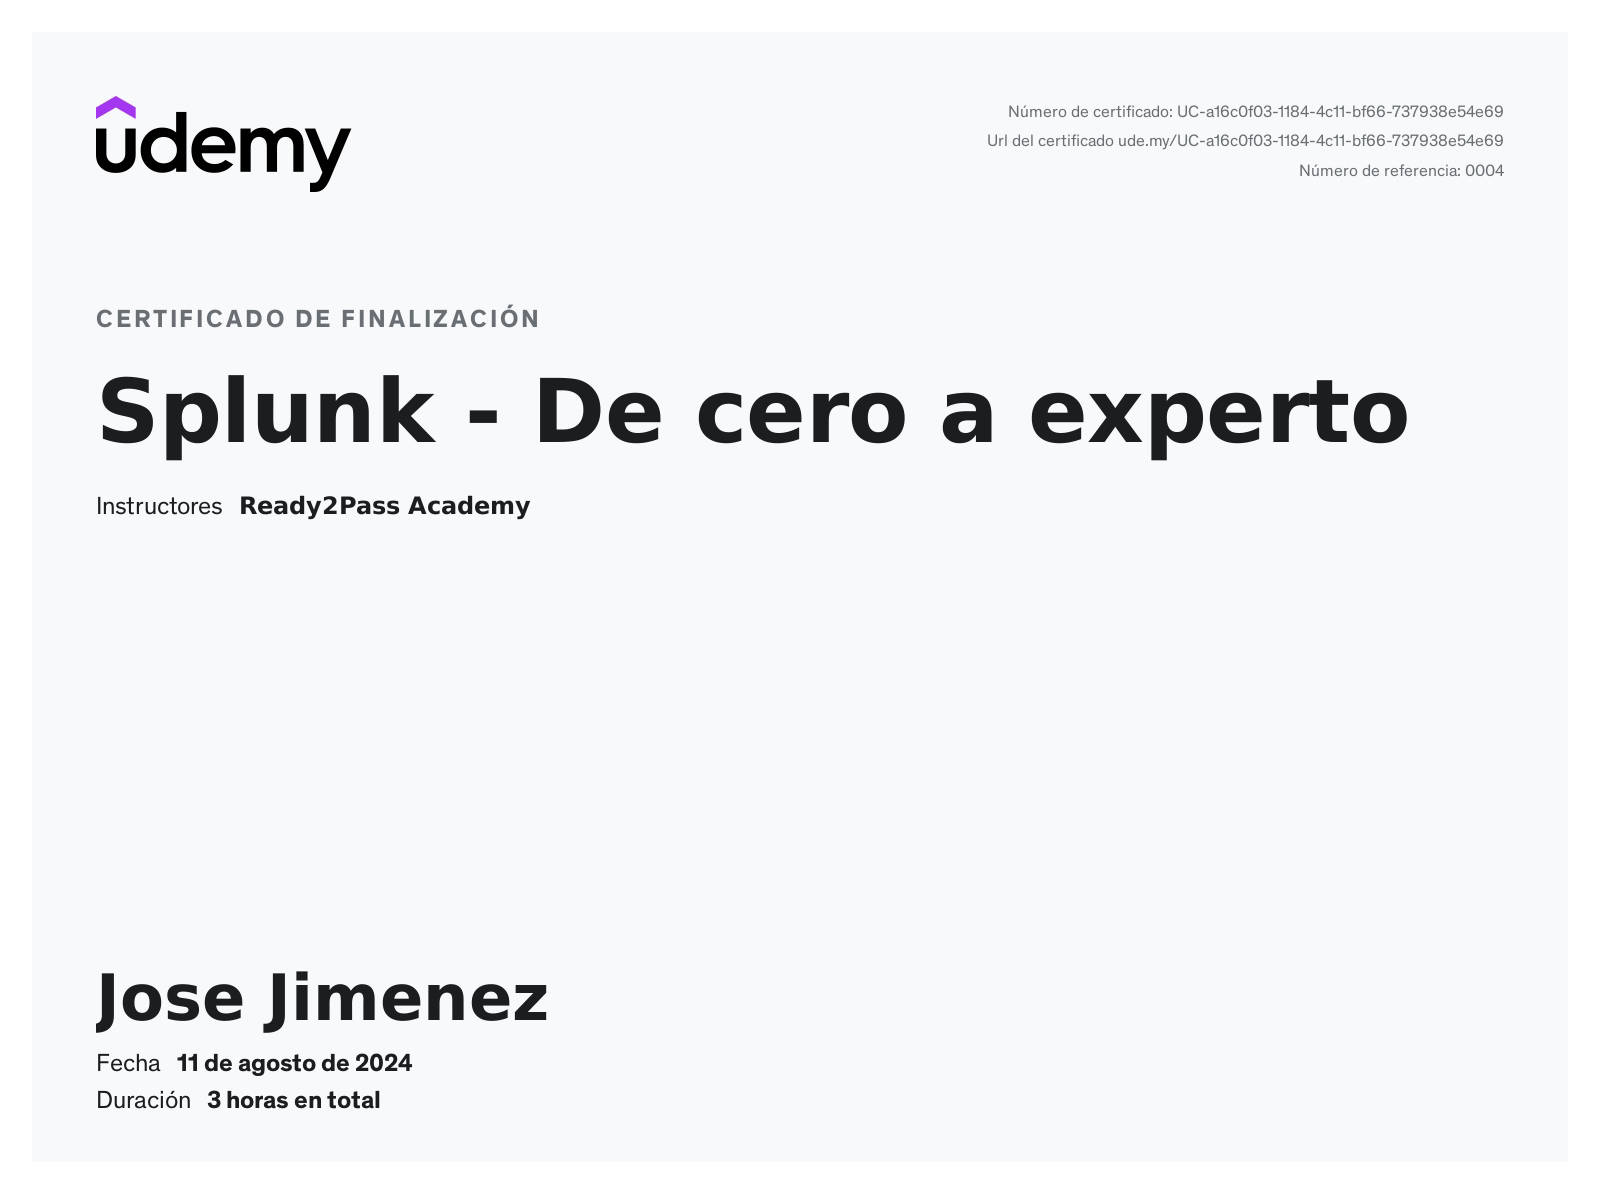 udemy
Número de certificado: UC-a16c0f03-1184-4c11-bf66-737938e54e69
Url del certificado ude.my/UC-a16c0f03-1184-4c11-bf66-737938e54e69
Número de referencia: 0004
CERTIFICADO DE FINALIZACIÓN
Splunk - De cero a experto
Instructores Ready2Pass Academy
Jose Jimenez
Fecha 11 de agosto de 2024
Duración 3 horas en total